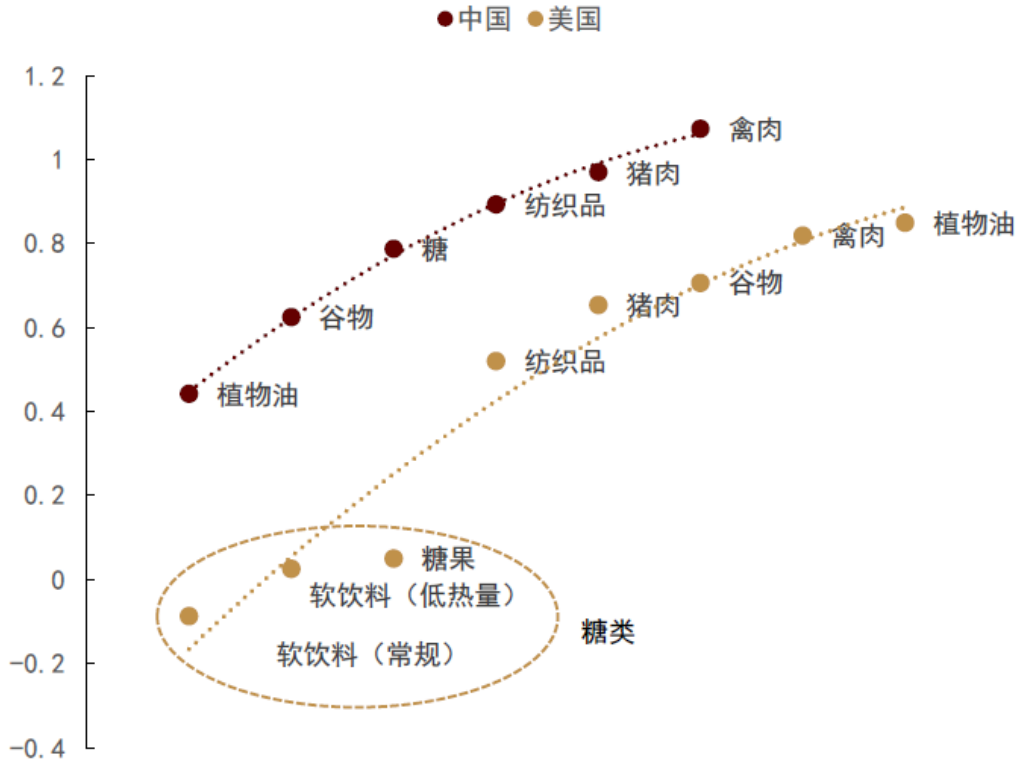 中国 美国
1.2
禽肉
1
猪肉
纺织品
植物油
0.8
糖
禽肉
谷物
谷物
猪肉
0.6
纺织品
植物油
0.4
0.2
糖果
0
软饮料（低热量）
糖类
软饮料（常规）
-0.2
-0.4